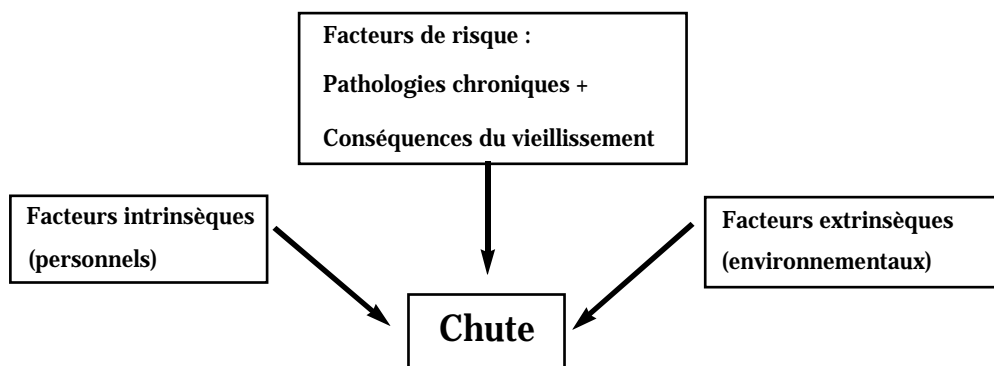 Facteurs de risque :
Pathologies chroniques +
Conséquences du vieillissement
Facteurs intrinsèques
(personnels)
Facteurs extrinsèques
(environnementaux)
Chute